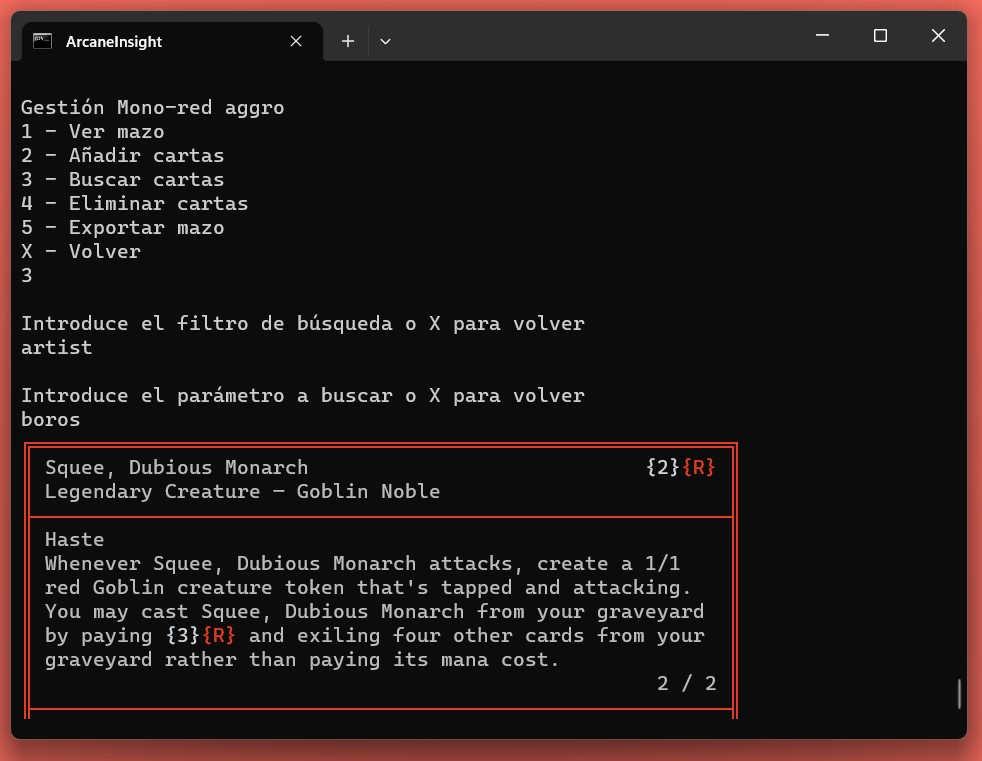 ArcaneInsight
Gestión Mono-red aggro
1 - Ver mazo
2 - Añadir cartas
3 - Buscar cartas
4 - Eliminar cartas
5 - Exportar mazo
X - Volver
3
Introduce el filtro de búsqueda o X para volver
artist
Introduce el parámetro a buscar o X para volver
boros
Squee, Dubious Monarch {2}{R}
Legendary Creature — Goblin Noble
Haste
Whenever Squee, Dubious Monarch attacks, create a 1/1
red Goblin creature token that's tapped and attacking.
You may cast Squee, Dubious Monarch from your graveyard
by paying {3}{R} and exiling four other cards from your
graveyard rather than paying its mana cost.
2 / 2